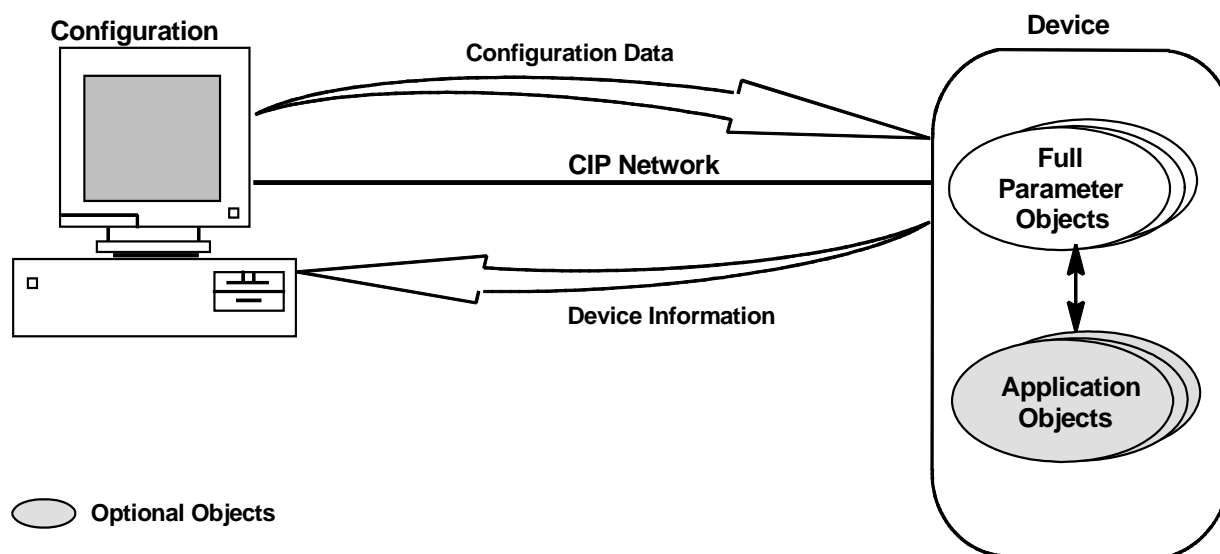 Configuration
Device
Configuration Data
CIP Network
Full
Parameter
Objects
Device Information
Application
Objects
Optional Objects